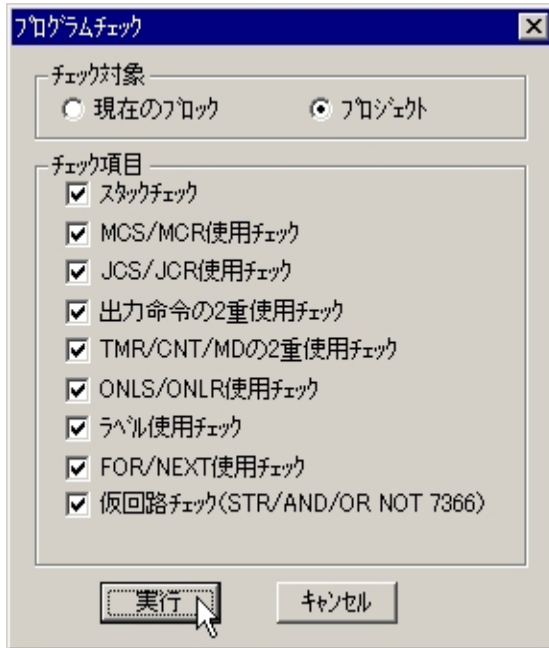 ﾌﾟﾛｸﾞﾗﾑﾁｪｯｸ
ﾁｪｯｸ対象
現在のﾌﾞﾛｯｸ ﾌﾟﾛｼﾞｪｸﾄ
ﾁｪｯｸ項目
ｽﾀｯｸﾁｪｯｸ
MCS/MCR使用ﾁｪｯｸ
JCS/JCR使用ﾁｪｯｸ
出力命令の2重使用ﾁｪｯｸ
TMR/CNT/MDの2重使用ﾁｪｯｸ
ONLS/ONLR使用ﾁｪｯｸ
ﾗﾍﾞﾙ使用ﾁｪｯｸ
FOR/NEXT使用ﾁｪｯｸ
仮回路ﾁｪｯｸ(STR/AND/OR NOT 7366)
実行 ｷｬﾝｾﾙ